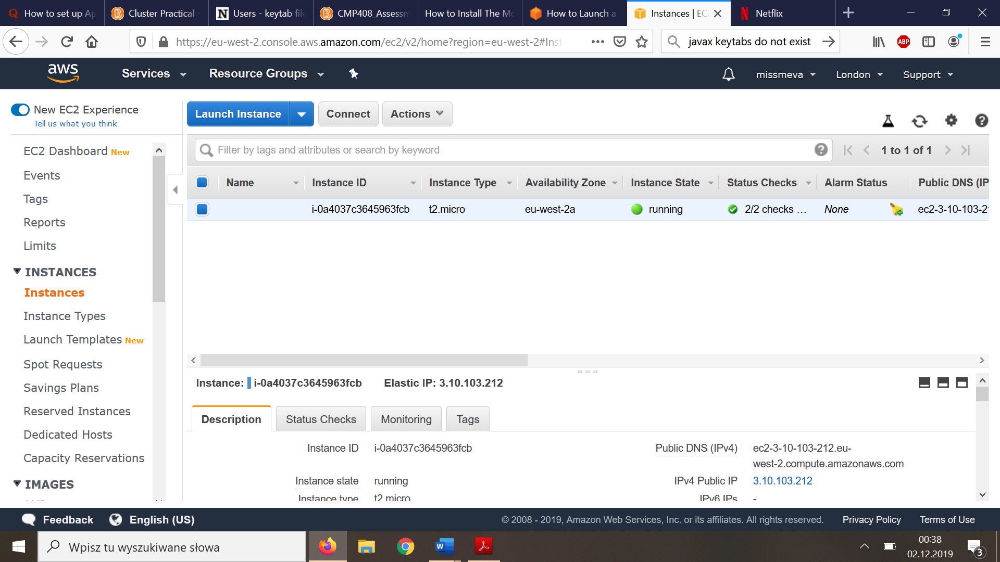 How to set up Ap
Cluster Practical -
Users - keytab file
CMP408_Assessm
How to Install The Mo
How to Launch a
Instances | EC
Netflix
https://eu-west-2.console.aws.amazon.com/ec2/v2/home?region=eu-west-2#Inst
javax keytabs do not exist
ABP
aws
Services
Resource Groups
missmeva
London
Support
New EC2 Experience
Tell us what you think
EC2 Dashboard New
Events
Tags
Reports
Limits
INSTANCES
Instances
Instance Types
Launch Templates New
Spot Requests
Savings Plans
Reserved Instances
Dedicated Hosts
Capacity Reservations
IMAGES
Launch Instance
Connect
Actions
Filter by tags and attributes or search by keyword
1 to 1 of 1
Name
Instance ID
Instance Type
Availability Zone
Instance State
Status Checks
Alarm Status
Public DNS (IP
i-0a4037c3645963fcb
t2.micro
eu-west-2a
running
2/2 checks ...
None
ec2-3-10-103-21
Instance: i-0a4037c3645963fcb
Elastic IP: 3.10.103.212
Description
Status Checks
Monitoring
Tags
Instance ID
i-0a4037c3645963fcb
Public DNS (IPv4)
ec2-3-10-103-212.eu-
west-2.compute.amazonaws.com
Instance state
running
IPv4 Public IP
3.10.103.212
Instance type
t2.micro
IPv6 IPs
-
Feedback
English (US)
© 2008 - 2019, Amazon Web Services, Inc. or its affiliates. All rights reserved.
Privacy Policy
Terms of Use
Wpisz tu wyszukiwane słowa
00:38
02.12.2019
3